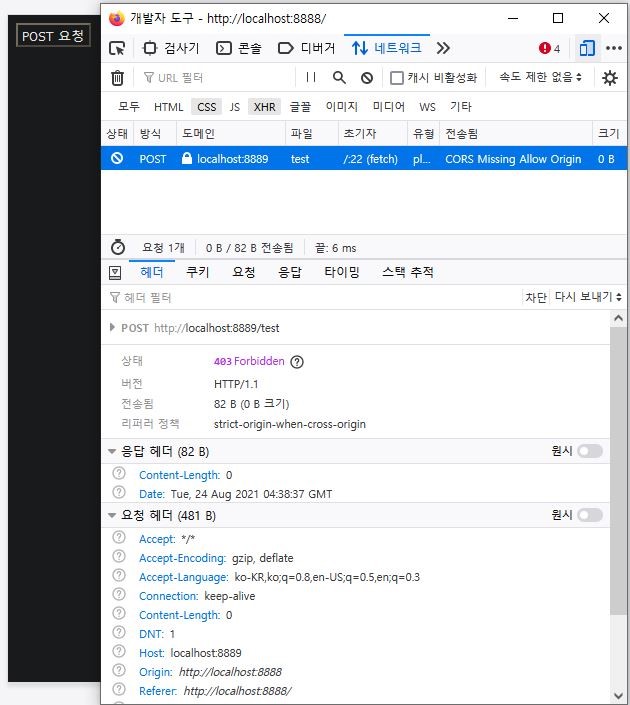 POST 요청
개발자 도구 - http://localhost:8888/
검사기 콘솔 디버거 네트워크 4
URL 필터 캐시 비활성화 속도 제한 없음
모두 HTML CSS JS XHR 글꼴 이미지 미디어 WS 기타
상태 방식 도메인 파일 초기자 유형 전송됨 크기
POST localhost:8889 test /:22 (fetch) pl... CORS Missing Allow Origin 0 B
요청 1개 0 B / 82 B 전송됨 끝: 6 ms
헤더 쿠키 요청 응답 타이밍 스택 추적
헤더 필터 차단 다시 보내기
POST http://localhost:8889/test
상태 403 Forbidden
버전 HTTP/1.1
전송됨 82 B (0 B 크기)
리퍼러 정책 strict-origin-when-cross-origin
응답 헤더 (82 B) 원시
Content-Length: 0
Date: Tue, 24 Aug 2021 04:38:37 GMT
요청 헤더 (481 B) 원시
Accept: */*
Accept-Encoding: gzip, deflate
Accept-Language: ko-KR,ko;q=0.8,en-US;q=0.5,en;q=0.3
Connection: keep-alive
Content-Length: 0
DNT: 1
Host: localhost:8889
Origin: http://localhost:8888
Referer: http://localhost:8888/